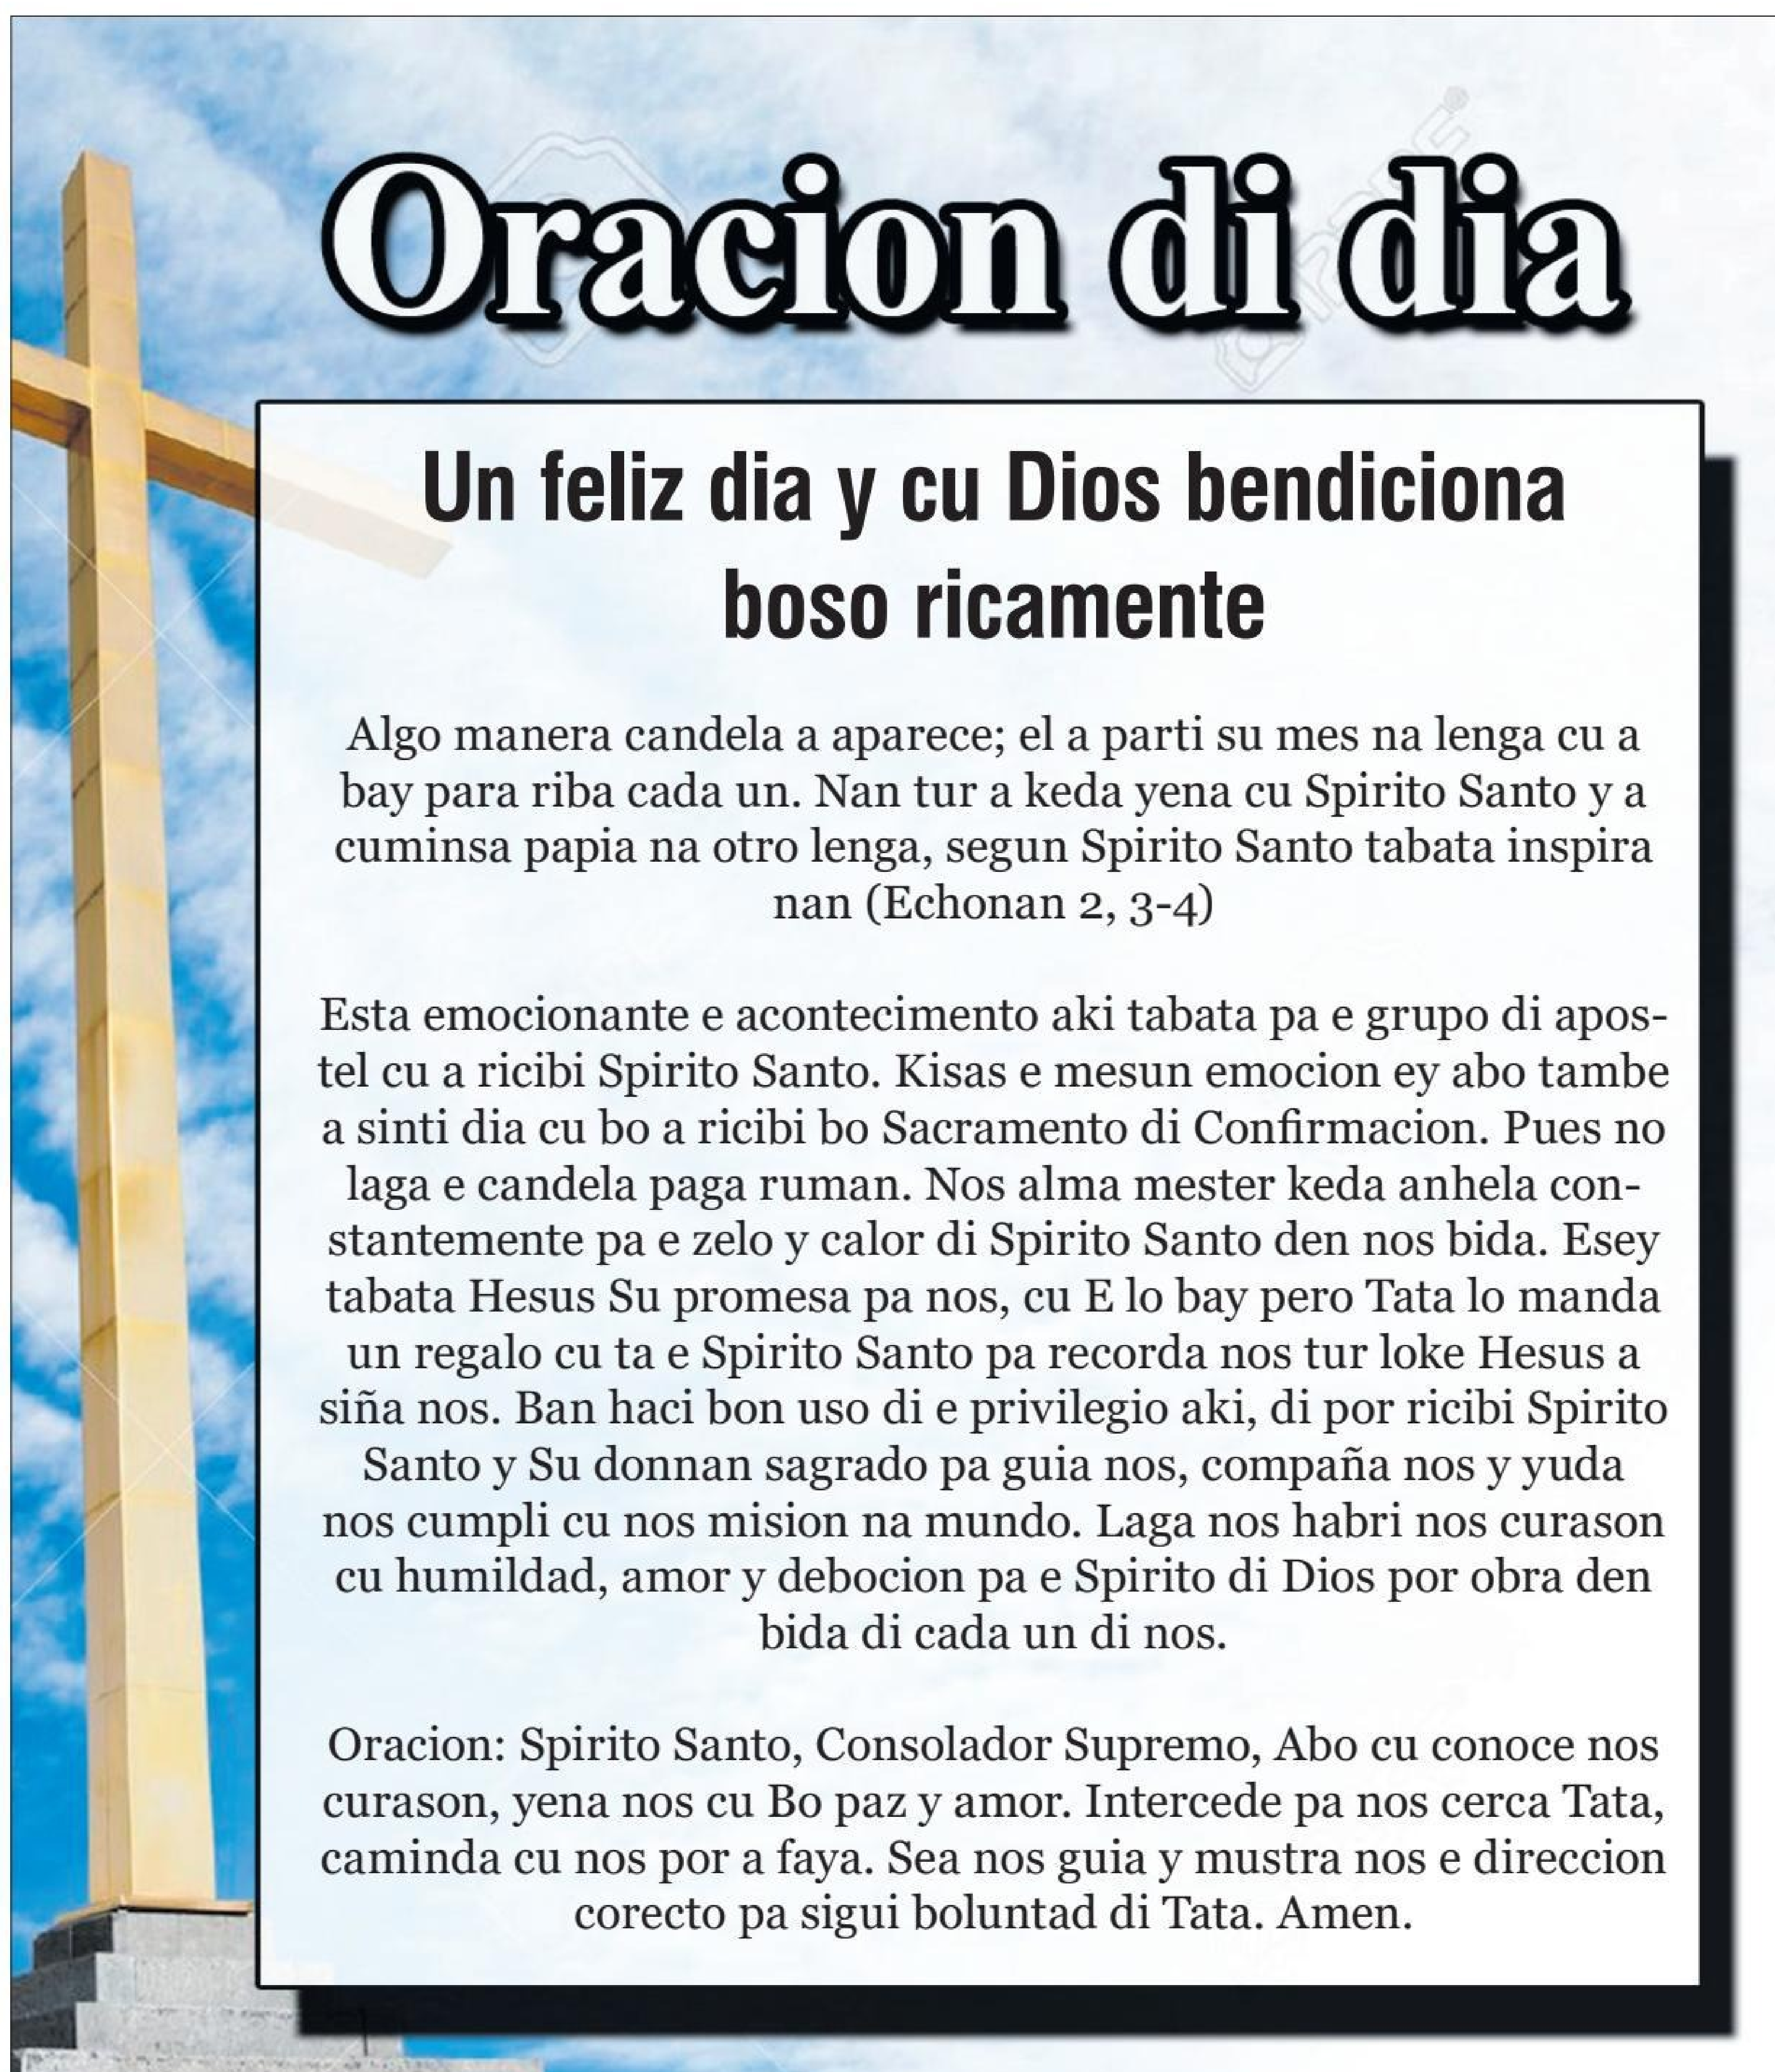 Oracion di dia
Un feliz dia y cu Dios bendiciona
boso ricamente
Algo manera candela a aparece; el a parti su mes na lenga cu a
bay para riba cada un. Nan tur a keda yena cu Spirito Santo y a
cuminsa papia na otro lenga, segun Spirito Santo tabata inspira
nan (Echonan 2, 3-4)
Esta emocionante e acontecimento aki tabata pa e grupo di apos-
tel cu a ricibi Spirito Santo. Kisas e mesun emocion ey abo tambe
a sinti dia cu bo a ricibi bo Sacramento di Confirmacion. Pues no
laga e candela paga ruman. Nos alma mester keda anhela con-
stantemente pa e zelo y calor di Spirito Santo den nos bida. Esey
tabata Hesus Su promesa pa nos, cu E lo bay pero Tata lo manda
un regalo cu ta e Spirito Santo pa recorda nos tur loke Hesus a
siña nos. Ban haci bon uso di e privilegio aki, di por ricibi Spirito
Santo y Su donnan sagrado pa guia nos, compaña nos y yuda
nos cumpli cu nos mision na mundo. Laga nos habri nos curason
cu humildad, amor y debocion pa e Spirito di Dios por obra den
bida di cada un di nos.
Oracion: Spirito Santo, Consolador Supremo, Abo cu conoce nos
curason, yena nos cu Bo paz y amor. Intercede pa nos cerca Tata,
caminda cu nos por a faya. Sea nos guia y mustra nos e direccion
corecto pa sigui boluntad di Tata. Amen.